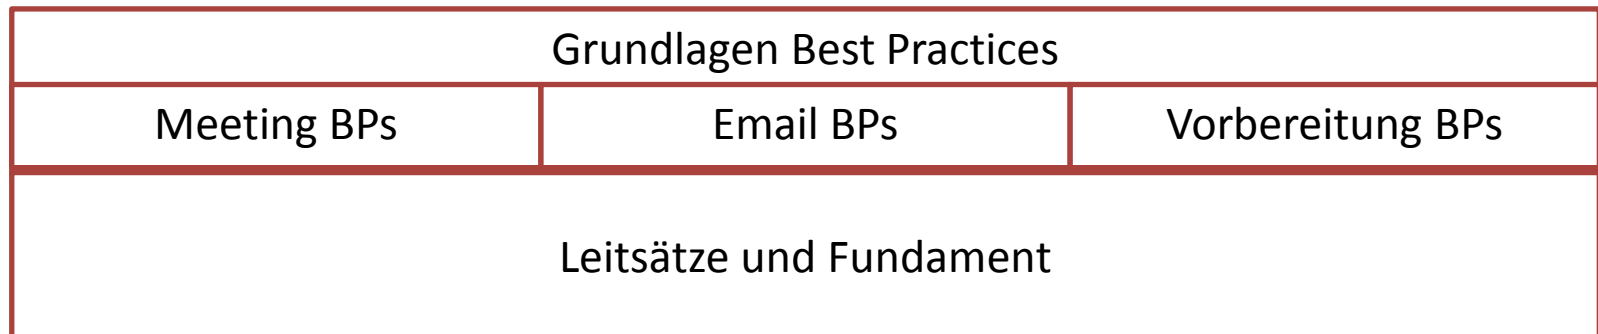 Grundlagen Best Practices
Meeting BPs
Email BPs
Vorbereitung BPs
Leitsätze und Fundament